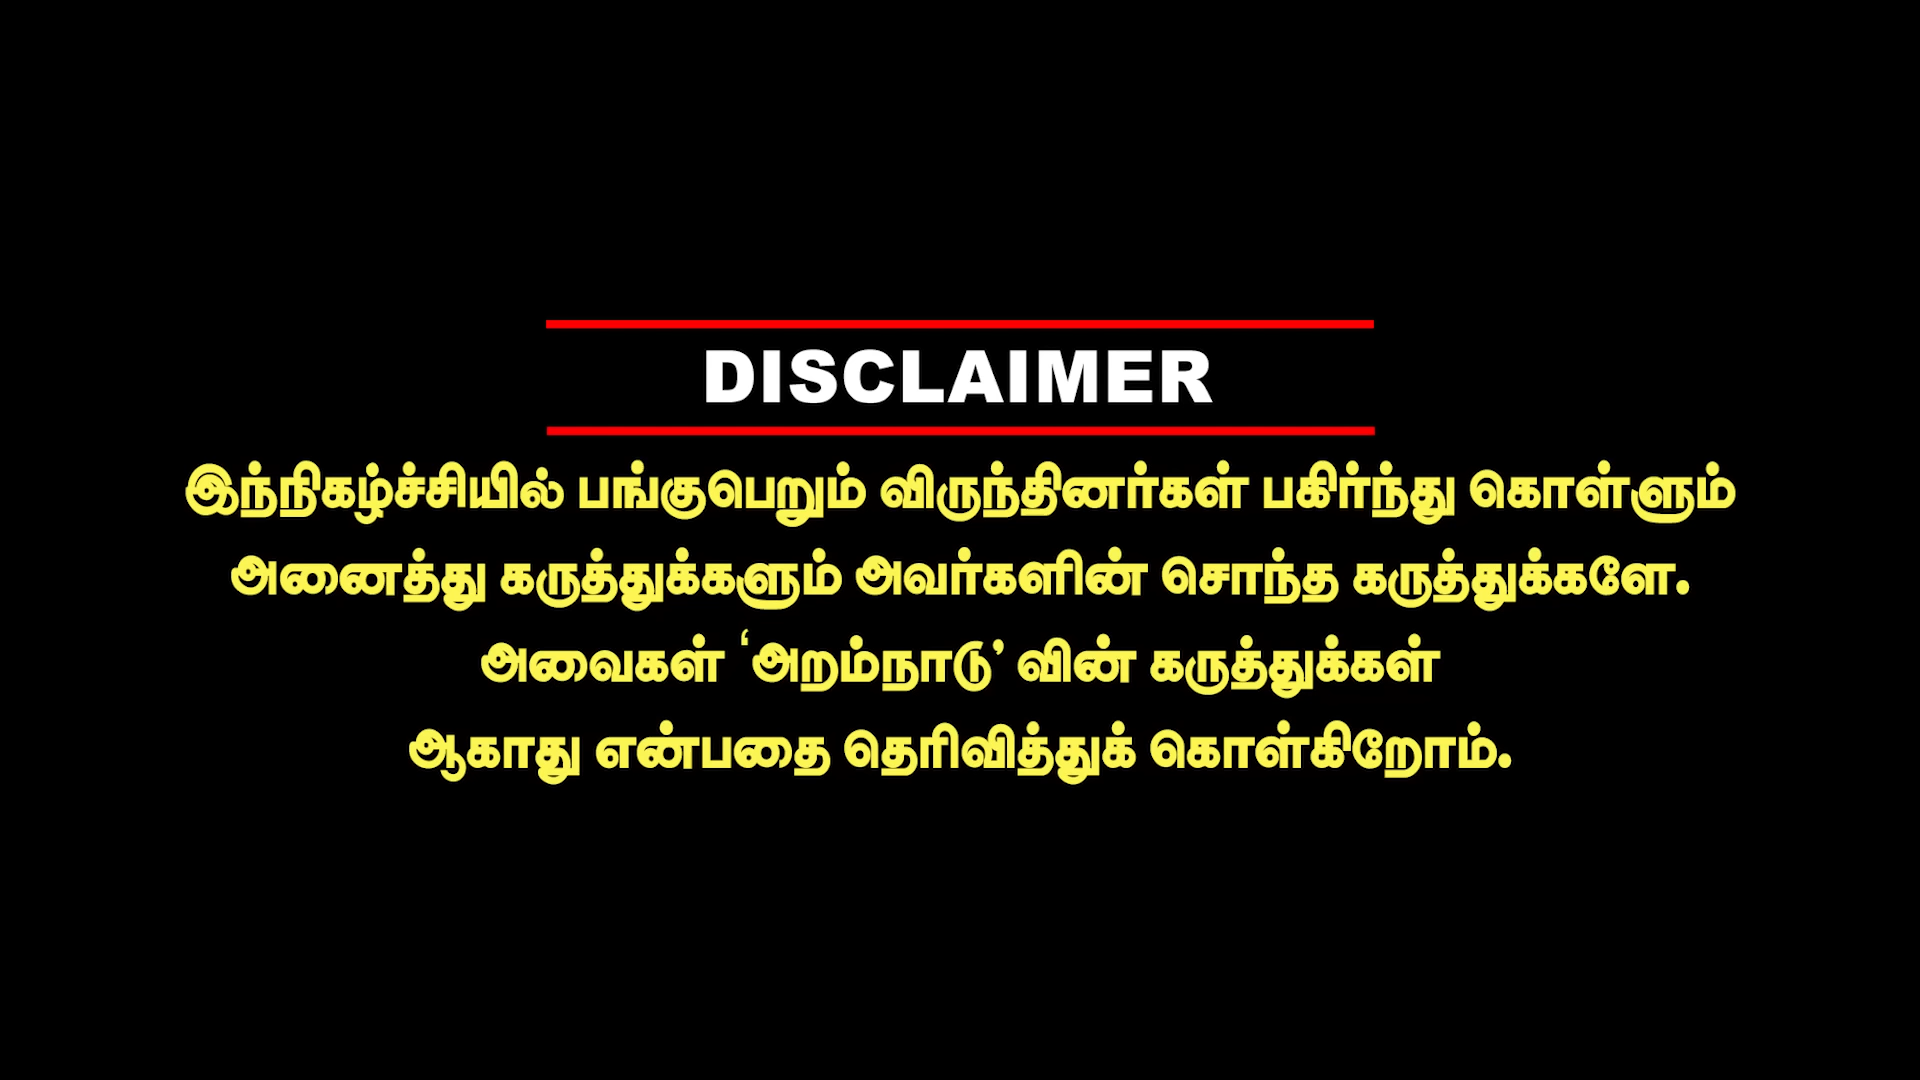 DISCLAIMER
இந்நிகழ்ச்சியில் பங்குபெறும் விருந்தினர்கள் பகிர்ந்து கொள்ளும்
அனைத்து கருத்துக்களும் அவர்களின் சொந்த கருத்துக்களே.
அவைகள் ‘அறம்நாடு’ வின் கருத்துக்கள்
ஆகாது என்பதை தெரிவித்துக் கொள்கிறோம்.